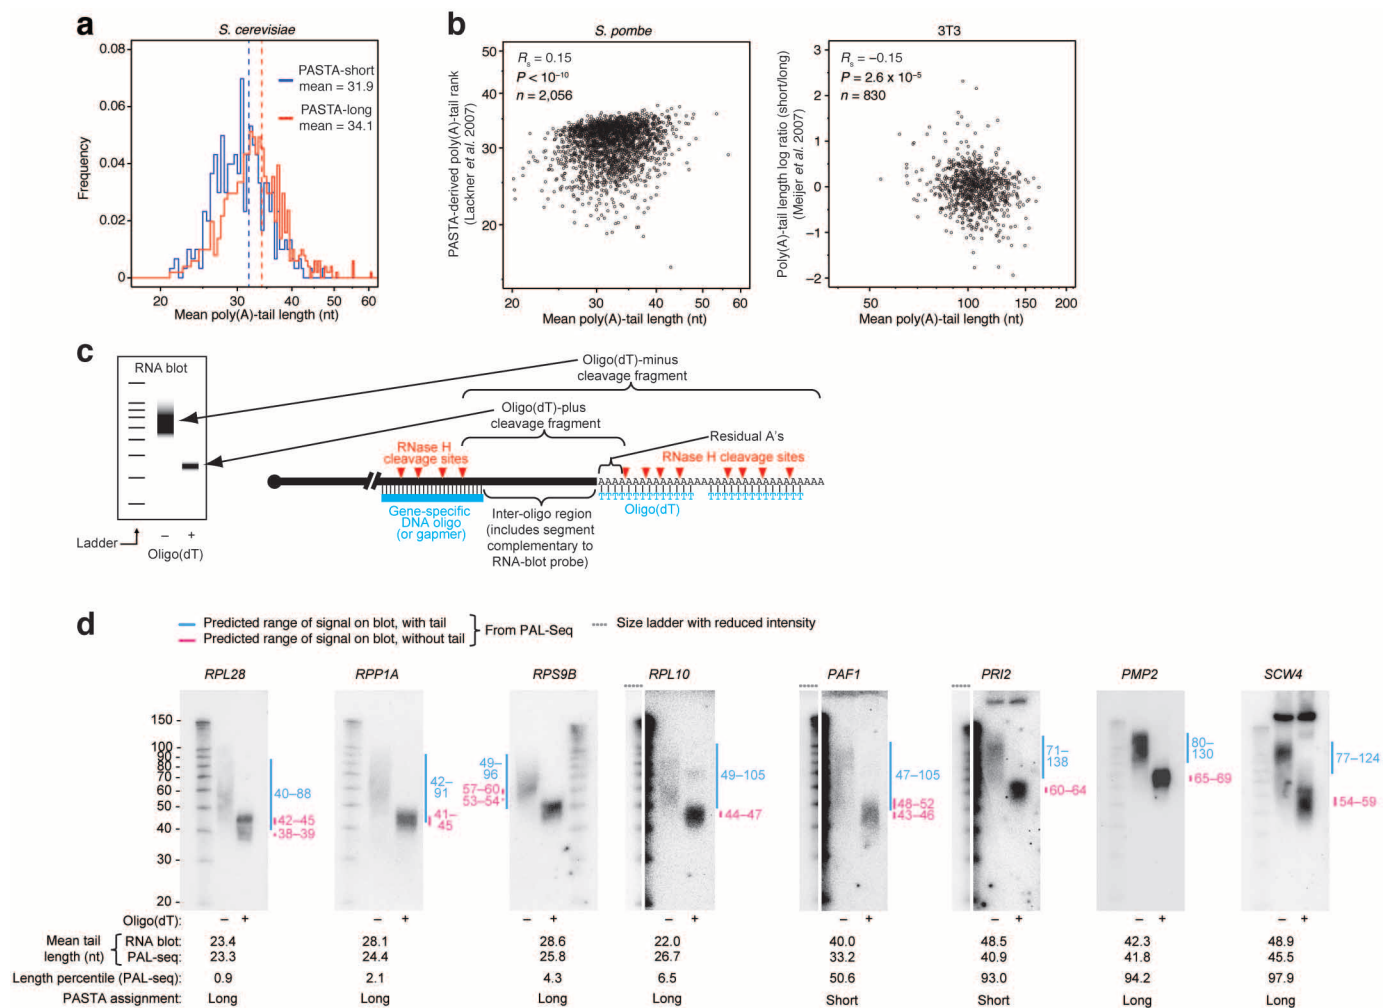 a
S. cerevisiae
Frequency
0.08
0.06
0.04
0.02
0
PASTA-short
mean = 31.9
PASTA-long
mean = 34.1
20 30 40 50 60
Mean poly(A)-tail length (nt)
b
S. pombe
PASTA-derived poly(A)-tail rank
(Lackner et al. 2007)
50
40
30
20
Rs = 0.15
P < 10⁻¹⁰
n = 2,056
20 30 40 50 60
Mean poly(A)-tail length (nt)
3T3
Poly(A)-tail length log ratio (short/long)
(Meijer et al. 2007)
3
2
1
0
−1
−2
Rs = −0.15
P = 2.6 x 10⁻⁵
n = 830
50 100 150 200
Mean poly(A)-tail length (nt)
c
RNA blot
Ladder
− +
Oligo(dT)
Oligo(dT)-minus
cleavage fragment
Oligo(dT)-plus
cleavage fragment
Residual A's
RNase H
cleavage sites
RNase H cleavage sites
Gene-specific
DNA oligo
(or gapmer)
Inter-oligo region
(includes segment
complementary to
RNA-blot probe)
Oligo(dT)
d
Predicted range of signal on blot, with tail
Predicted range of signal on blot, without tail
From PAL-Seq
Size ladder with reduced intensity
RPL28 RPP1A RPS9B RPL10 PAF1 PRI2 PMP2 SCW4
150 -
100 -
90 -
80 -
70 -
60 -
50 -
40 -
30 -
20 -
40–88
42–45
38–39
42–
91
41–
45
49–
96
57–60
53–54
49–105
44–47
47–105
48–52
43–46
71–
138
60–64
80–
130
65–69
77–124
54–59
Oligo(dT): − + − + − + − + − + − + − + − +
Mean tail
length (nt)
RNA blot: 23.4 28.1 28.6 22.0 40.0 48.5 42.3 48.9
PAL-seq: 23.3 24.4 25.8 26.7 33.2 40.9 41.8 45.5
Length percentile (PAL-seq): 0.9 2.1 4.3 6.5 50.6 93.0 94.2 97.9
PASTA assignment: Long Long Long Long Short Short Long Long